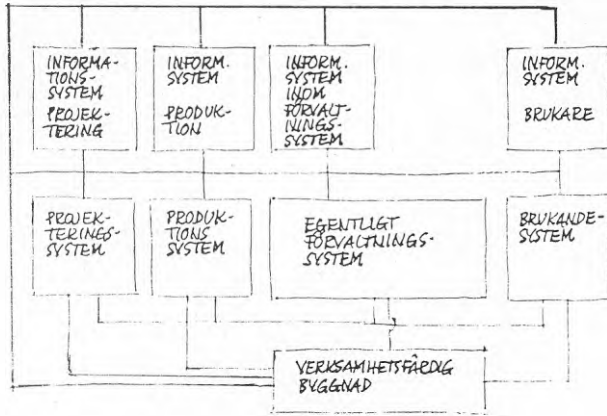 INFORMA-
TIONS-
SYSTEM
PROJEK-
TERING
INFORM.
SYSTEM
PRODUK-
TION
INFORM.
SYSTEM
INOM
FÖRVALT-
NINGS-
SYSTEM
INFORM.
SYSTEM
BRUKARE
PROJEK-
TERINGS-
SYSTEM
PRODUK-
TIONS
SYSTEM
EGENTLIGT
FÖRVALTNINGS-
SYSTEM
BRUKANDE-
SYSTEM
VERKSAMHETSFÄRDIG
BYGGNAD